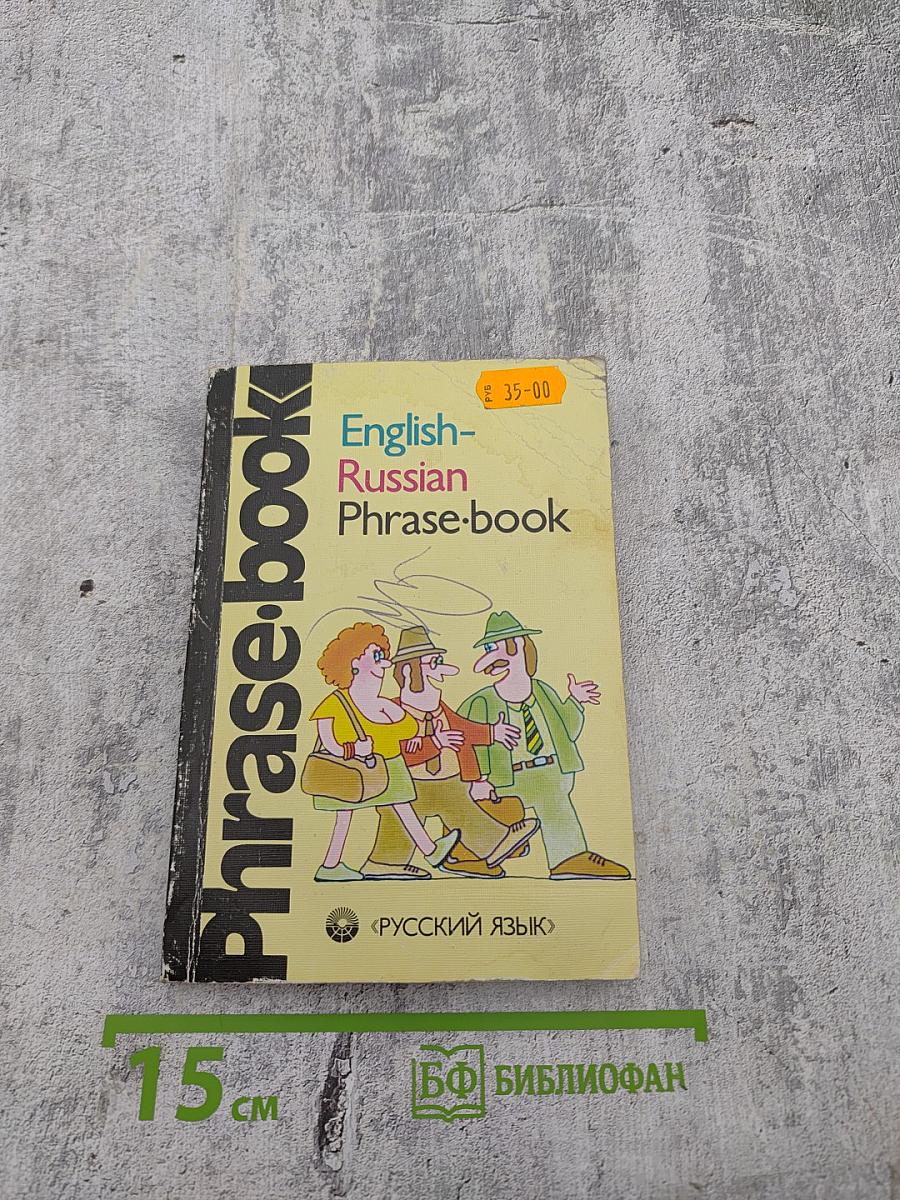 Phrase·book
РУБ 35-00
English-
Russian
Phrase·book
«РУССКИЙ ЯЗЫК»
15 см
БФ БИБЛИОФАН